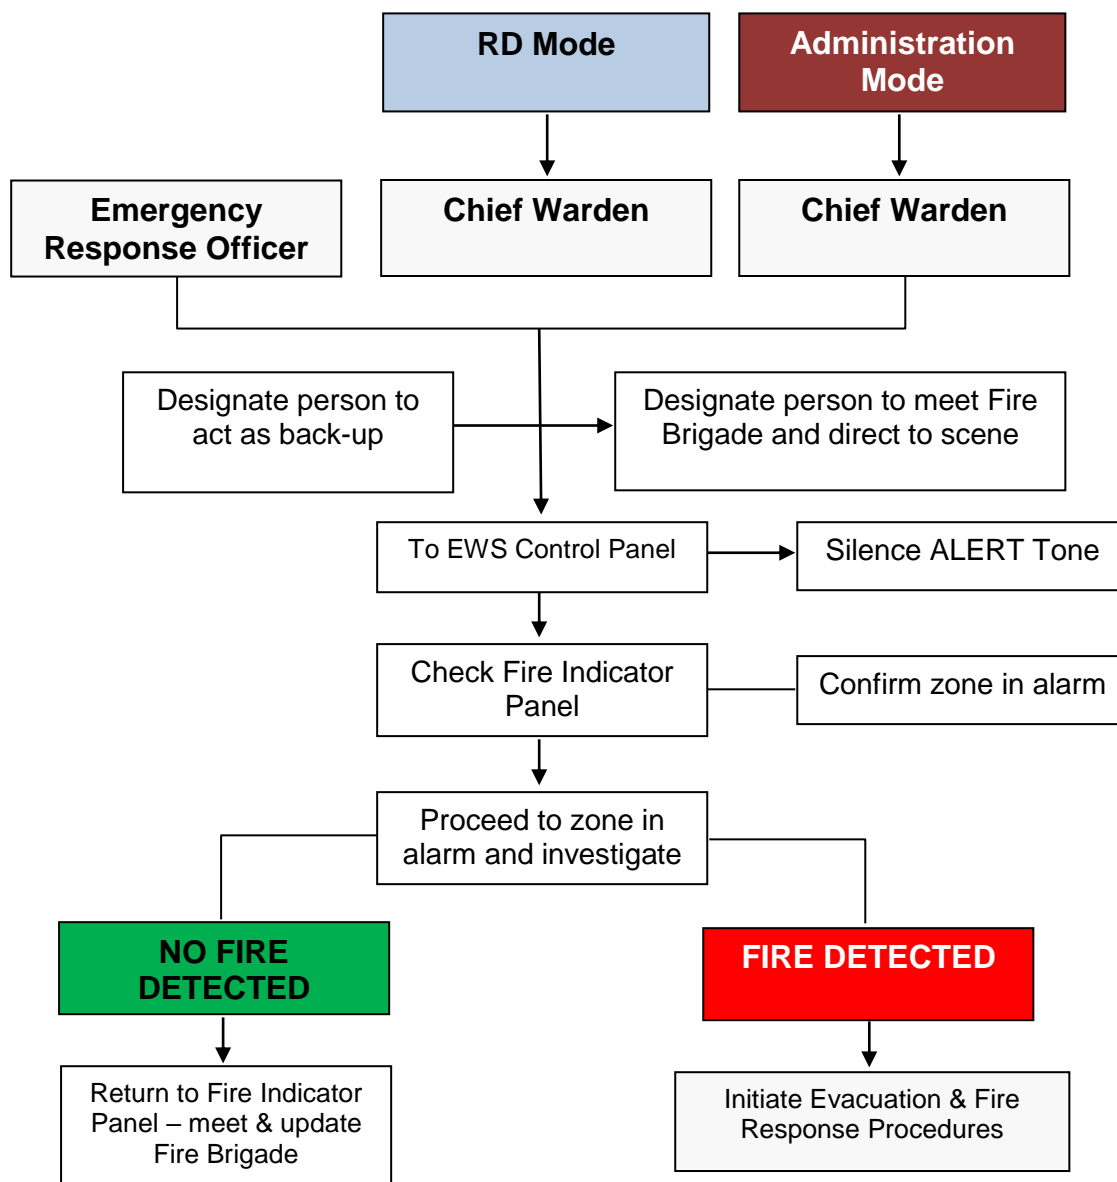 RD Mode
Administration
Mode
Emergency
Response Officer
Chief Warden
Chief Warden
Designate person to
act as back-up
Designate person to meet Fire
Brigade and direct to scene
To EWS Control Panel
Silence ALERT Tone
Check Fire Indicator
Panel
Confirm zone in alarm
Proceed to zone in
alarm and investigate
NO FIRE
DETECTED
FIRE DETECTED
Return to Fire Indicator
Panel – meet & update
Fire Brigade
Initiate Evacuation & Fire
Response Procedures